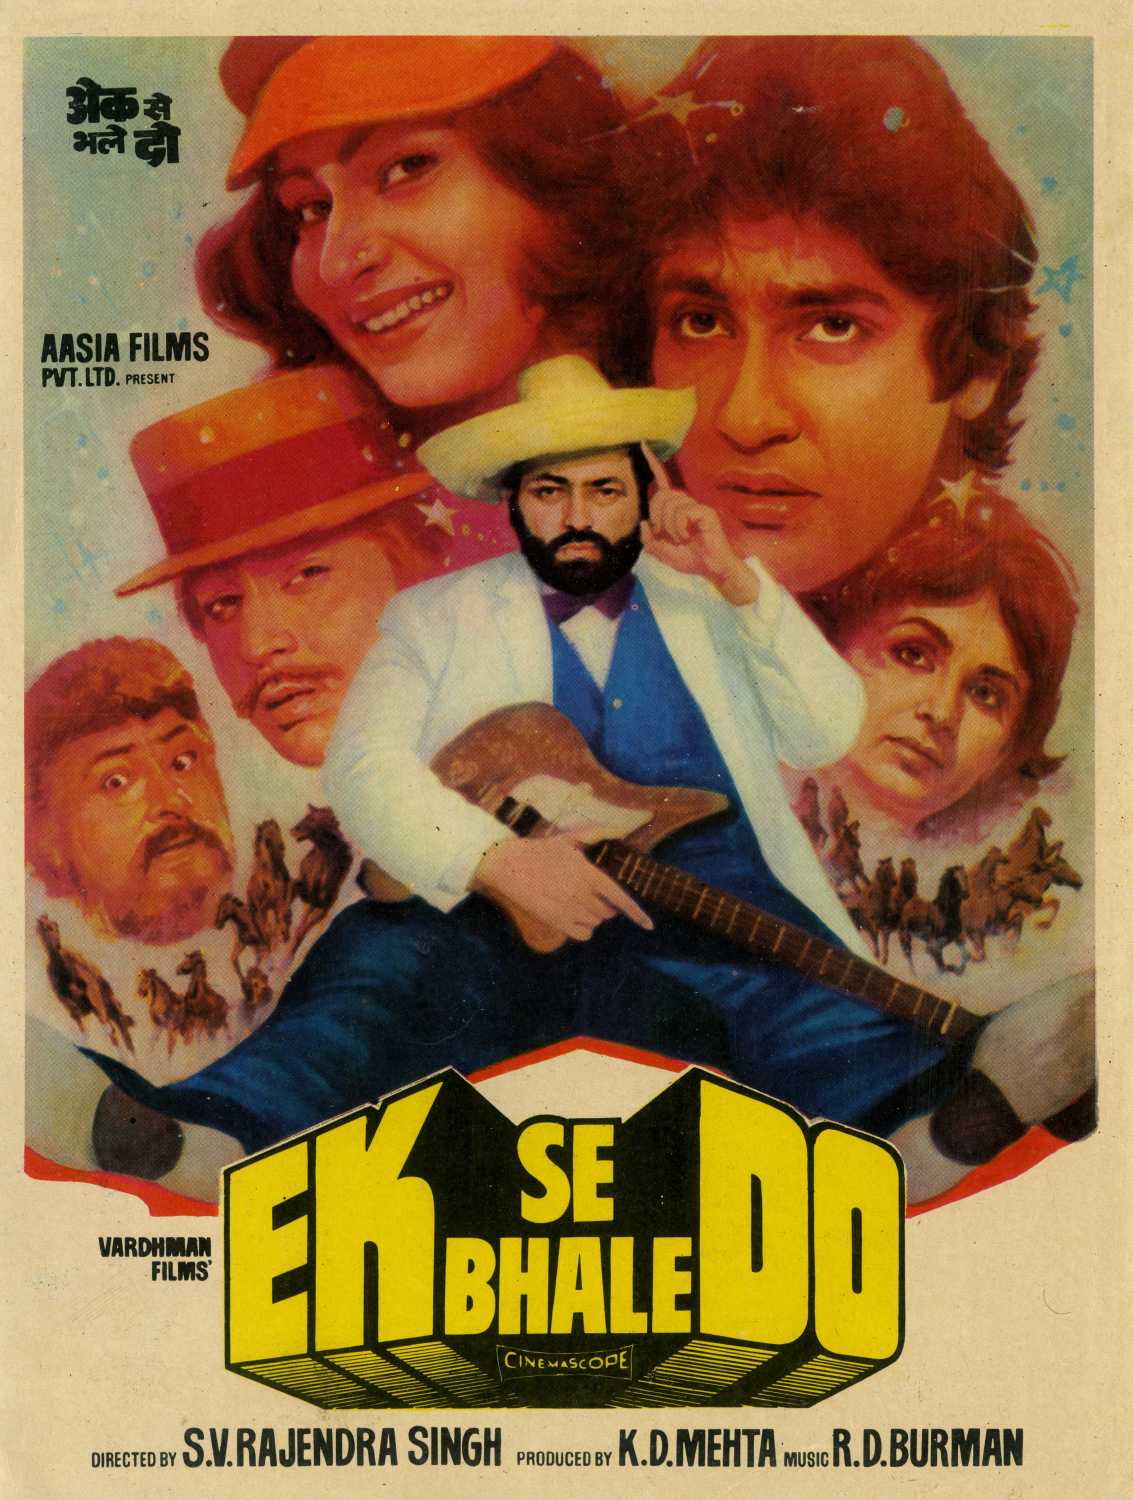 ऐक से
भले दो
AASIA FILMS
PVT. LTD. PRESENT
VARDHMAN
FILMS'
EK SE BHALE DO
CINEMASCOPE
DIRECTED BY S.V. RAJENDRA SINGH PRODUCED BY K.D. MEHTA MUSIC R.D. BURMAN